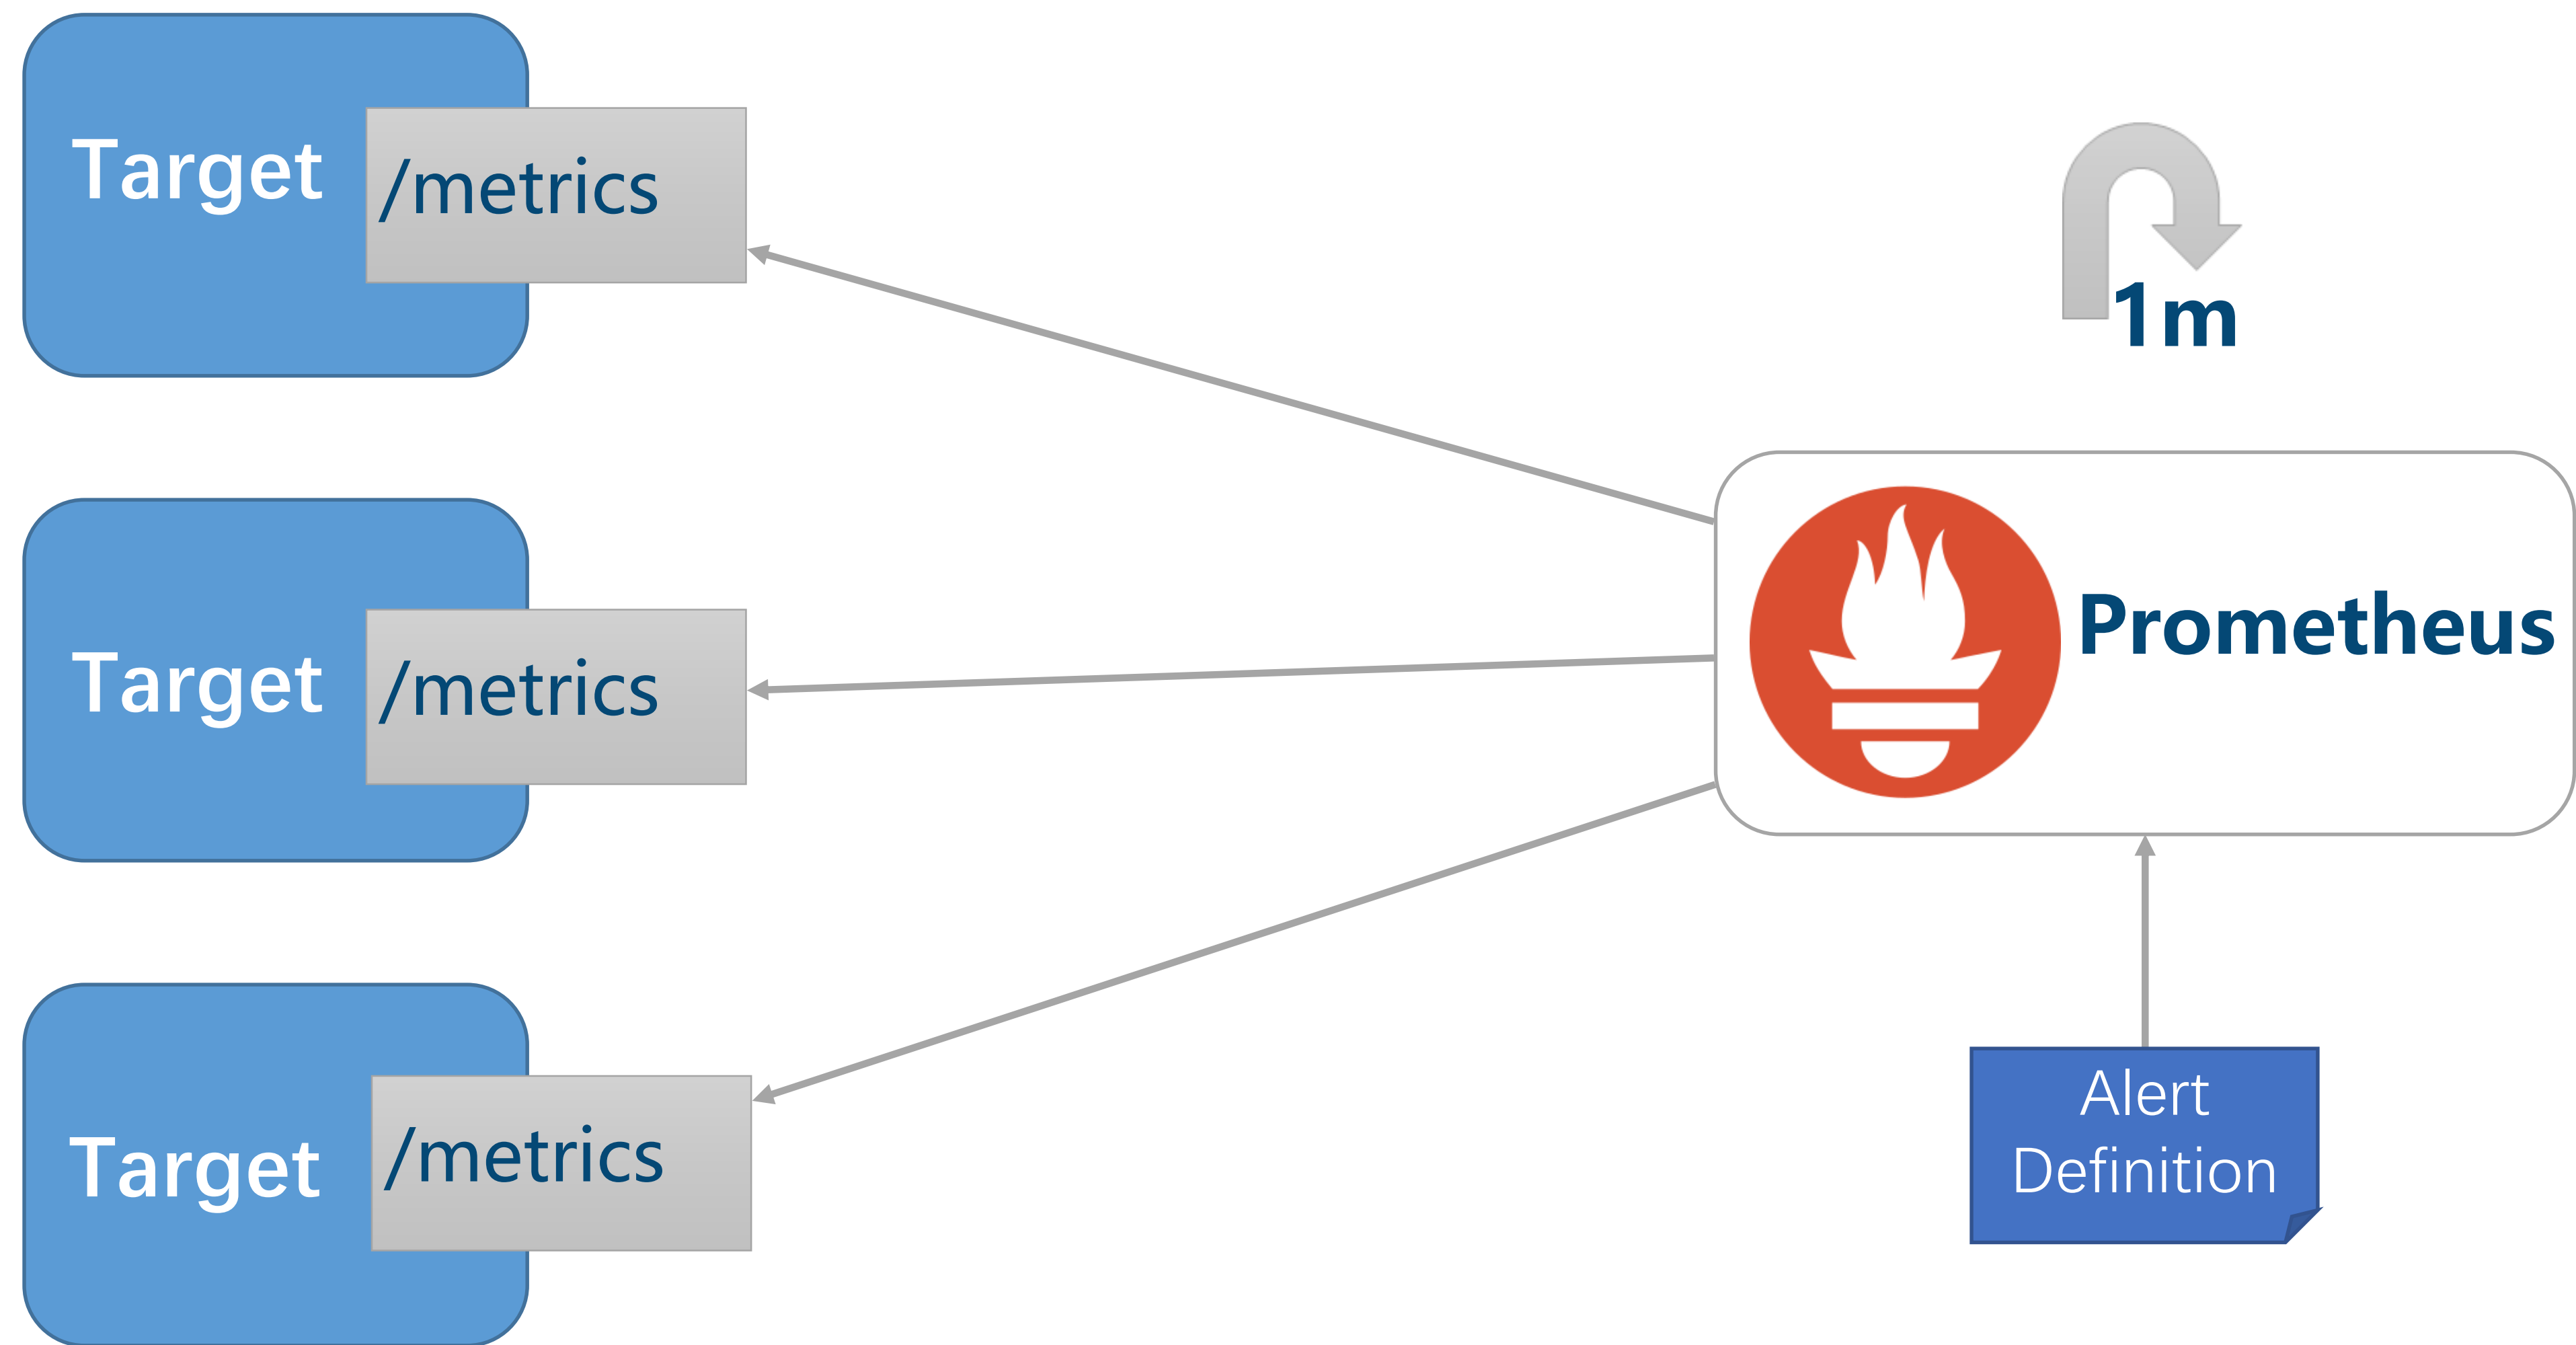 Target
/metrics
1m
Target
/metrics
Prometheus
Target
/metrics
Alert
Definition